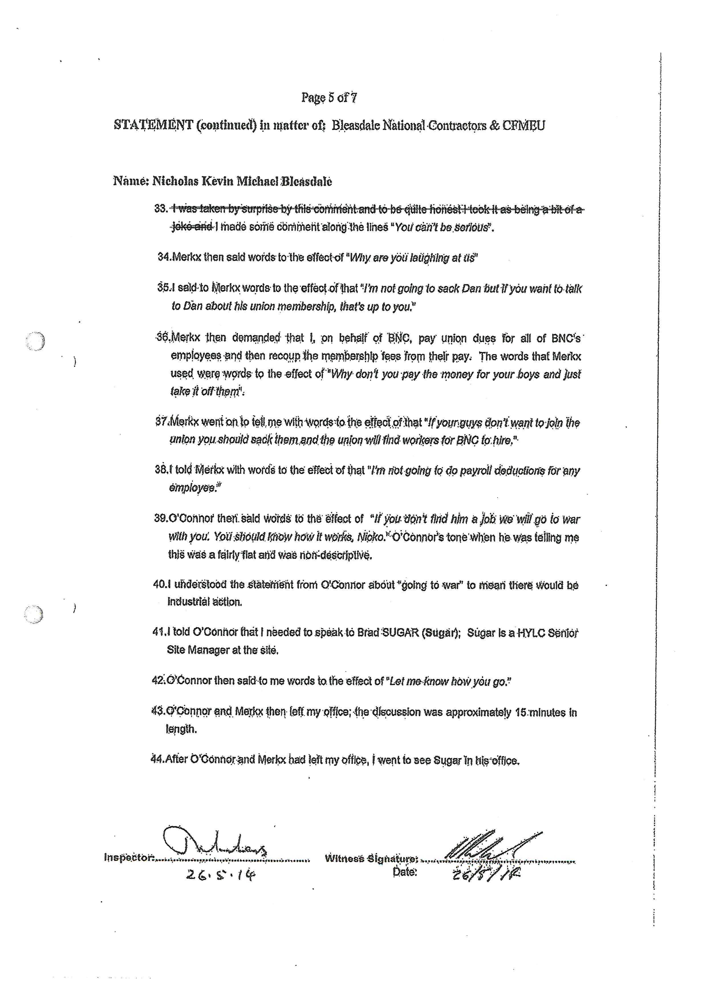 Page 5 of 7
STATEMENT (continued) in matter of: Bleasdale National Contractors & CFMEU
Name: Nicholas Kevin Michael Bleasdale
33. I was taken by surprise by this comment and to be quite honest I took it as being a bit of a
joke and I made some comment along the lines "You can't be serious".
34.Merkx then said words to the effect of "Why are you laughing at us"
35.I said to Merkx words to the effect of that "I'm not going to sack Dan but if you want to talk
to Dan about his union membership, that's up to you."
36.Merkx then demanded that I, on behalf of BNC, pay union dues for all of BNC's
employees and then recoup the membership fees from their pay. The words that Merkx
used were words to the effect of "Why don't you pay the money for your boys and just
take it off them".
37.Merkx went on to tell me with words to the effect of that "If your guys don't want to join the
union you should sack them and the union will find workers for BNC to hire."
38.I told Merkx with words to the effect of that "I'm not going to do payroll deductions for any
employee."
39.O'Connor then said words to the effect of "If you don't find him a job we will go to war
with you. You should know how it works, Nicko." O'Connor's tone when he was telling me
this was a fairly flat and was non-descriptive.
40.I understood the statement from O'Connor about "going to war" to mean there would be
industrial action.
41.I told O'Connor that I needed to speak to Brad SUGAR (Sugar); Sugar is a HYLC Senior
Site Manager at the site.
42.O'Connor then said to me words to the effect of "Let me know how you go."
43.O'Connor and Merkx then left my office; the discussion was approximately 15 minutes in
length.
44.After O'Connor and Merkx had left my office, I went to see Sugar in his office.
Inspector: Witness Signature:
26.5.14 Date: 26/5/14